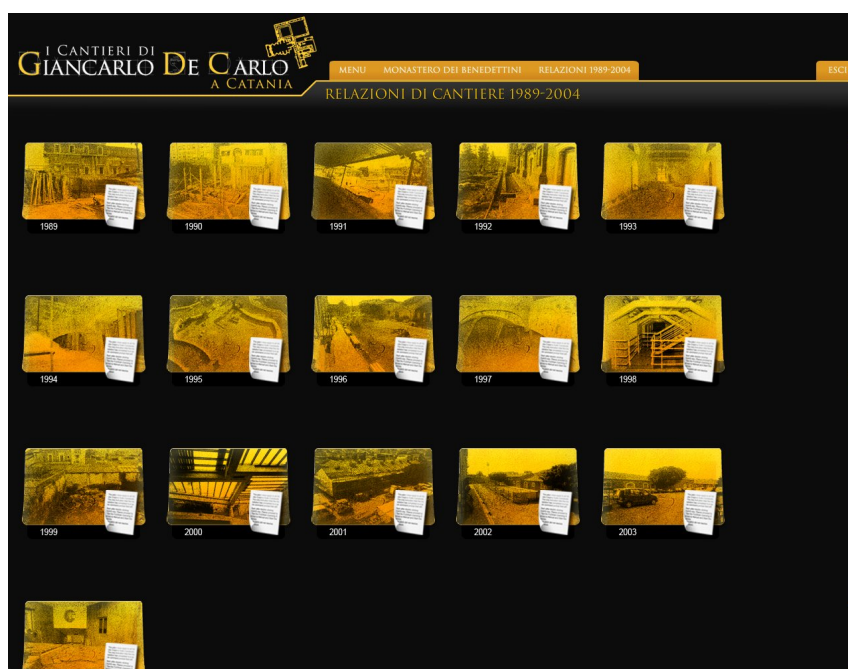 I CANTIERI DI
GIANCARLO DE CARLO
A CATANIA
MENU MONASTERO DEI BENEDETTINI RELAZIONI 1989-2004 ESCI
RELAZIONI DI CANTIERE 1989-2004
1989 1990 1991 1992 1993
1994 1995 1996 1997 1998
1999 2000 2001 2002 2003